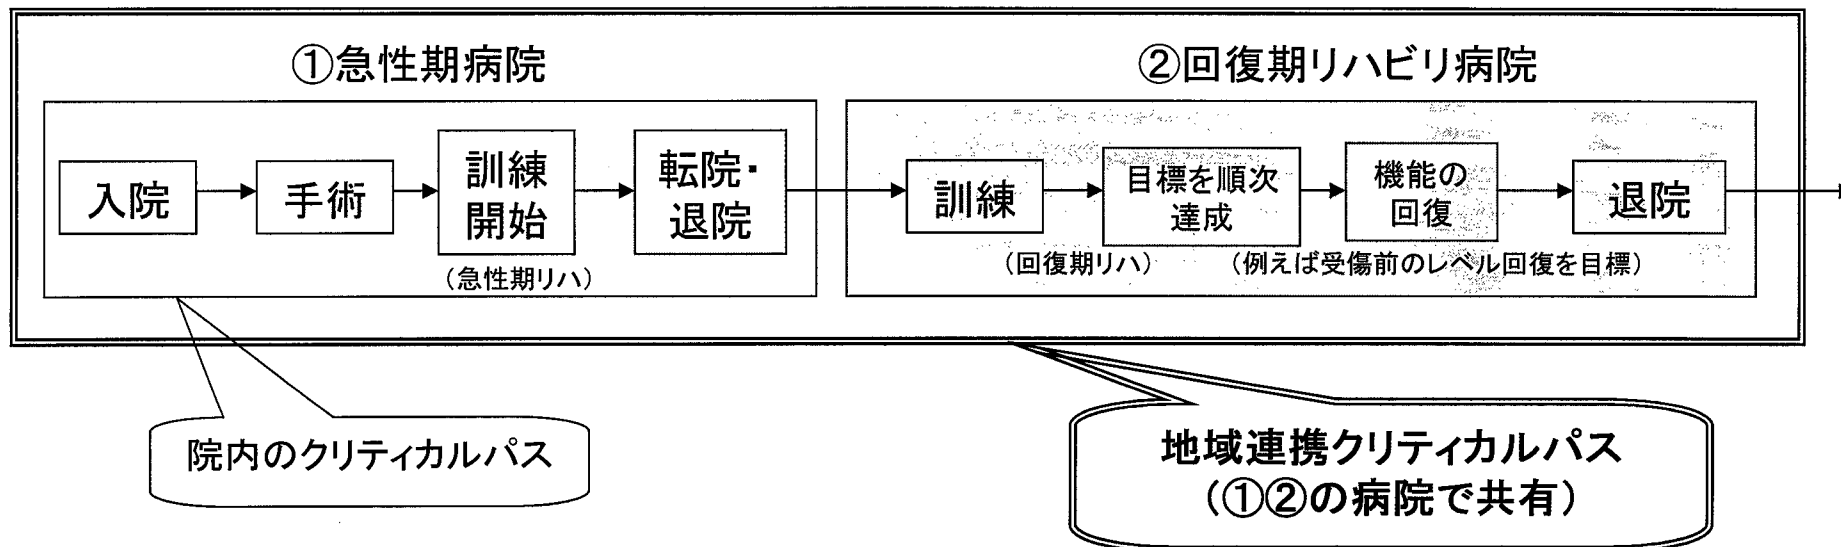 ①急性期病院
入院
手術
訓練
開始
(急性期リハ)
転院・
退院
②回復期リハビリ病院
訓練
(回復期リハ)
目標を順次
達成
機能の
回復
(例えば受傷前のレベル回復を目標)
退院
院内のクリティカルパス
地域連携クリティカルパス
(①②の病院で共有)